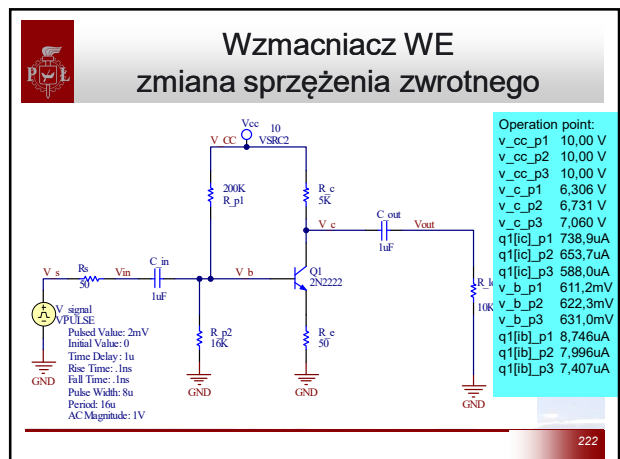 Wzmacniacz WE
zmiana sprzężenia zwrotnego
P Ł
Vcc 10
V_CC VSRC2
200K
R_p1
R_c
5K
C_out
V_c Vout
1uF
V_s Rs Vin C_in V_b
50 1uF
Q1
2N2222
10K
V_signal
VPULSE
Pulsed Value: 2mV
Initial Value: 0
Time Delay: 1u
Rise Time: .1ns
Fall Time: .1ns
Pulse Width: 8u
Period: 16u
AC Magnitude: 1V
R_p2
16K
R_e
50
GND GND GND GND
Operation point:
v_cc_p1 10,00 V
v_cc_p2 10,00 V
v_cc_p3 10,00 V
v_c_p1 6,306 V
v_c_p2 6,731 V
v_c_p3 7,060 V
q1[ic]_p1 738,9uA
q1[ic]_p2 653,7uA
q1[ic]_p3 588,0uA
v_b_p1 611,2mV
v_b_p2 622,3mV
v_b_p3 631,0mV
q1[ib]_p1 8,746uA
q1[ib]_p2 7,996uA
q1[ib]_p3 7,407uA
222